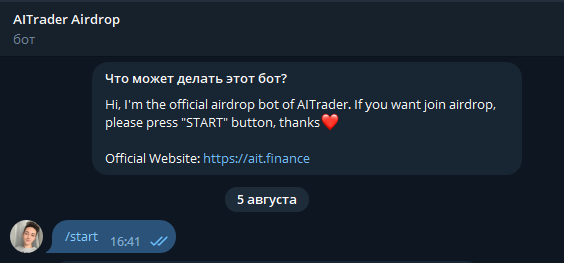 AITrader Airdrop
бот
Что может делать этот бот?
Hi, I'm the official airdrop bot of AITrader. If you want join airdrop,
please press "START" button, thanks❤️
Official Website: https://ait.finance
5 августа
/start 16:41